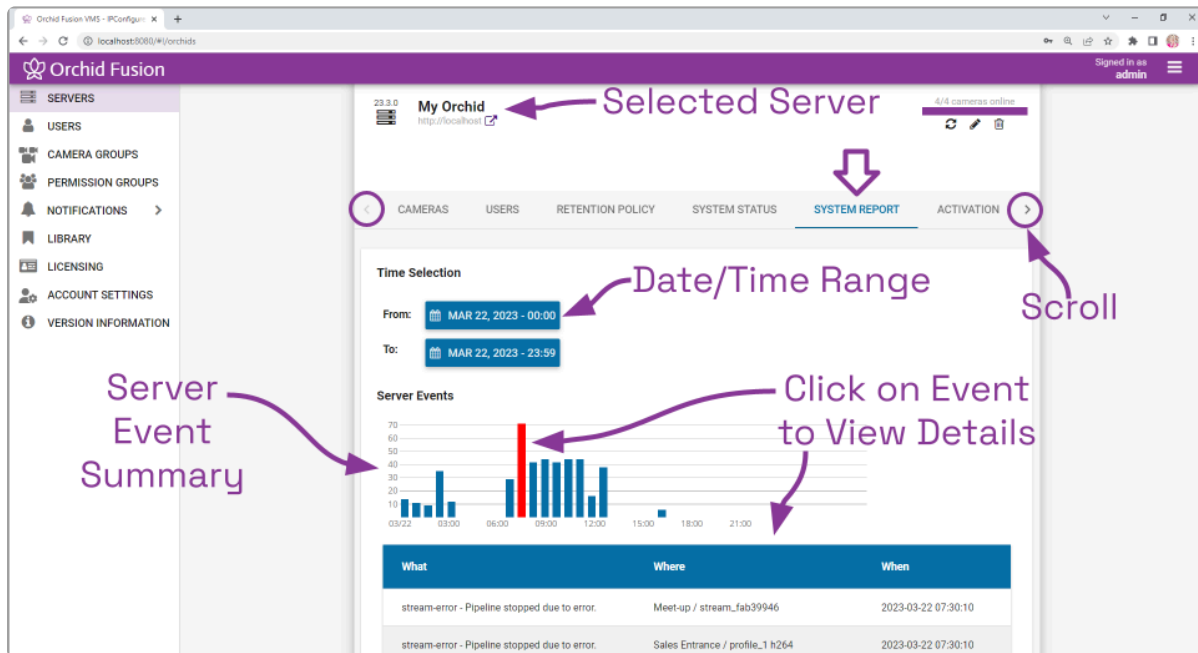 Orchid Fusion VMS - IPConfigure
localhost:8080/#!/orchids
Orchid Fusion
Signed in as
admin
SERVERS
USERS
CAMERA GROUPS
PERMISSION GROUPS
NOTIFICATIONS
LIBRARY
LICENSING
ACCOUNT SETTINGS
VERSION INFORMATION
23.3.0
My Orchid
http://localhost
Selected Server
4/4 cameras online
CAMERAS USERS RETENTION POLICY SYSTEM STATUS SYSTEM REPORT ACTIVATION
Scroll
Time Selection
Date/Time Range
From: MAR 22, 2023 - 00:00
To: MAR 22, 2023 - 23:59
Server
Event
Summary
Server Events
Click on Event
to View Details
70
60
50
40
30
20
10
03/22 03:00 06:00 09:00 12:00 15:00 18:00 21:00
What Where When
stream-error - Pipeline stopped due to error. Meet-up / stream_fab39946 2023-03-22 07:30:10
stream-error - Pipeline stopped due to error. Sales Entrance / profile_1 h264 2023-03-22 07:30:10